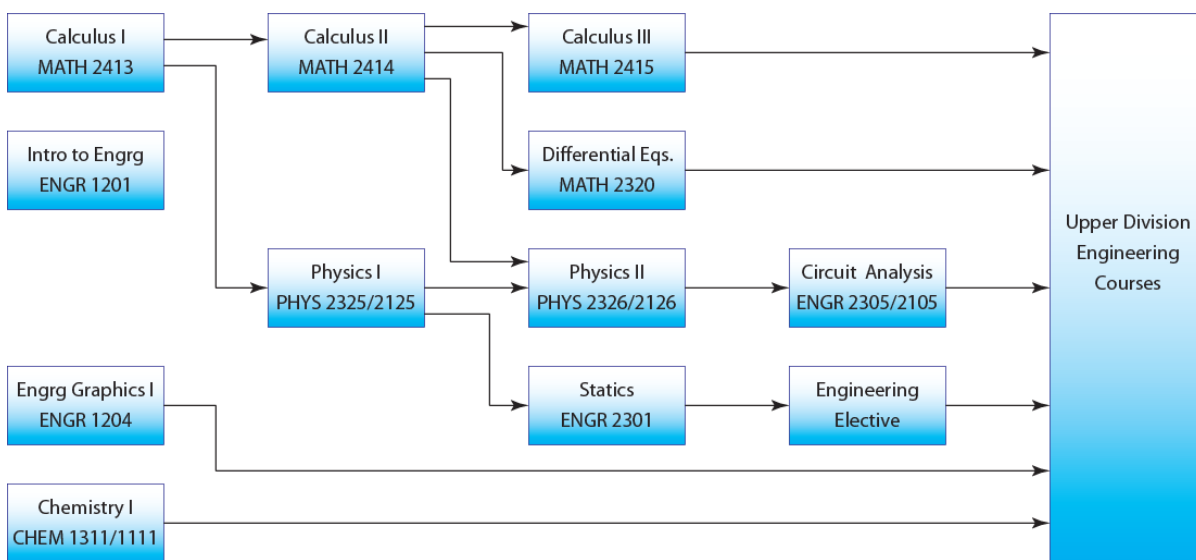 Calculus I
MATH 2413
Calculus II
MATH 2414
Calculus III
MATH 2415
Intro to Engrg
ENGR 1201
Differential Eqs.
MATH 2320
Upper Division
Engineering
Courses
Physics I
PHYS 2325/2125
Physics II
PHYS 2326/2126
Circuit Analysis
ENGR 2305/2105
Engrg Graphics I
ENGR 1204
Statics
ENGR 2301
Engineering
Elective
Chemistry I
CHEM 1311/1111